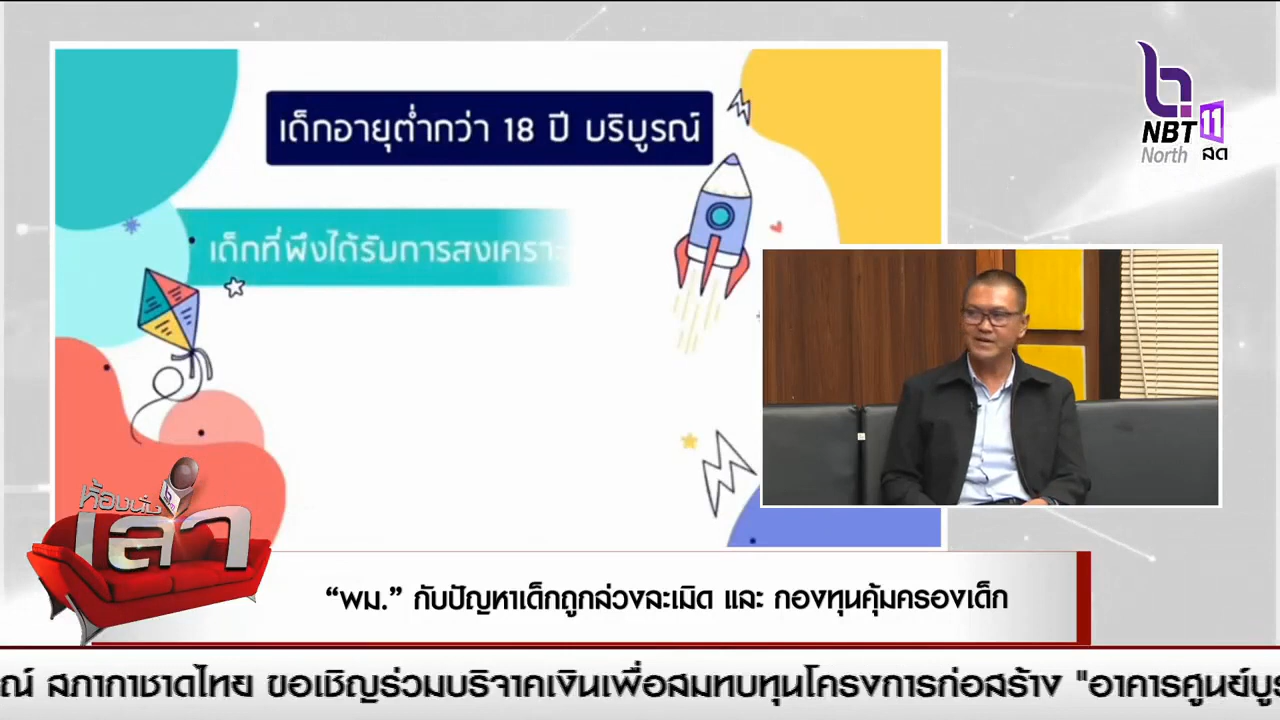 NBT 11
North สด
เด็กอายุต่ำกว่า 18 ปี บริบูรณ์
เด็กที่พึงได้รับการสงเคราะ
ห้องนั่ง
เล่า
“พม.” กับปัญหาเด็กถูกล่วงละเมิด และ กองทุนคุ้มครองเด็ก
ณ์ สภากาชาดไทย ขอเชิญร่วมบริจาคเงินเพื่อสมทบทุนโครงการก่อสร้าง "อาคารศูนย์บูร